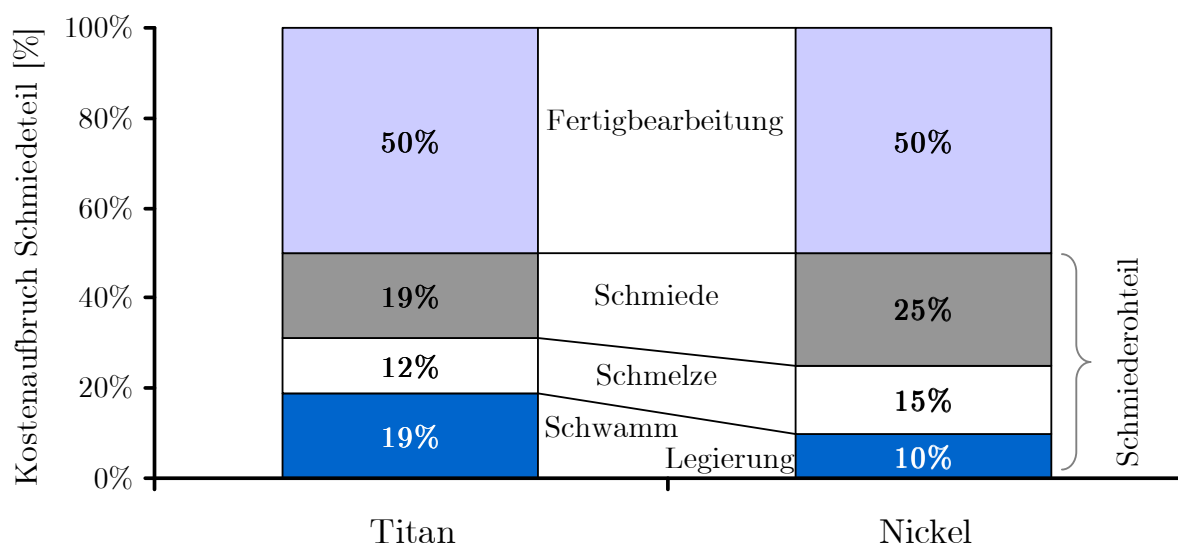 Kostenaufbruch Schmiedeteil [%]
100%
80%
60%
40%
20%
0%
50%
19%
12%
19%
Fertigbearbeitung
Schmiede
Schmelze
Schwamm
Legierung
50%
25%
15%
10%
Schmiederohteil
Titan
Nickel